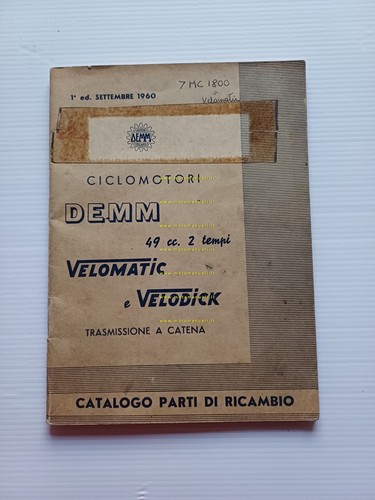 1ª ed. SETTEMBRE 1960
7 MC 1800
+
Velomatic
DEMM
CICLOMOTORI
DEMM
49 cc. 2 tempi
VELOMATIC
e VELODICK
TRASMISSIONE A CATENA
CATALOGO PARTI DI RICAMBIO